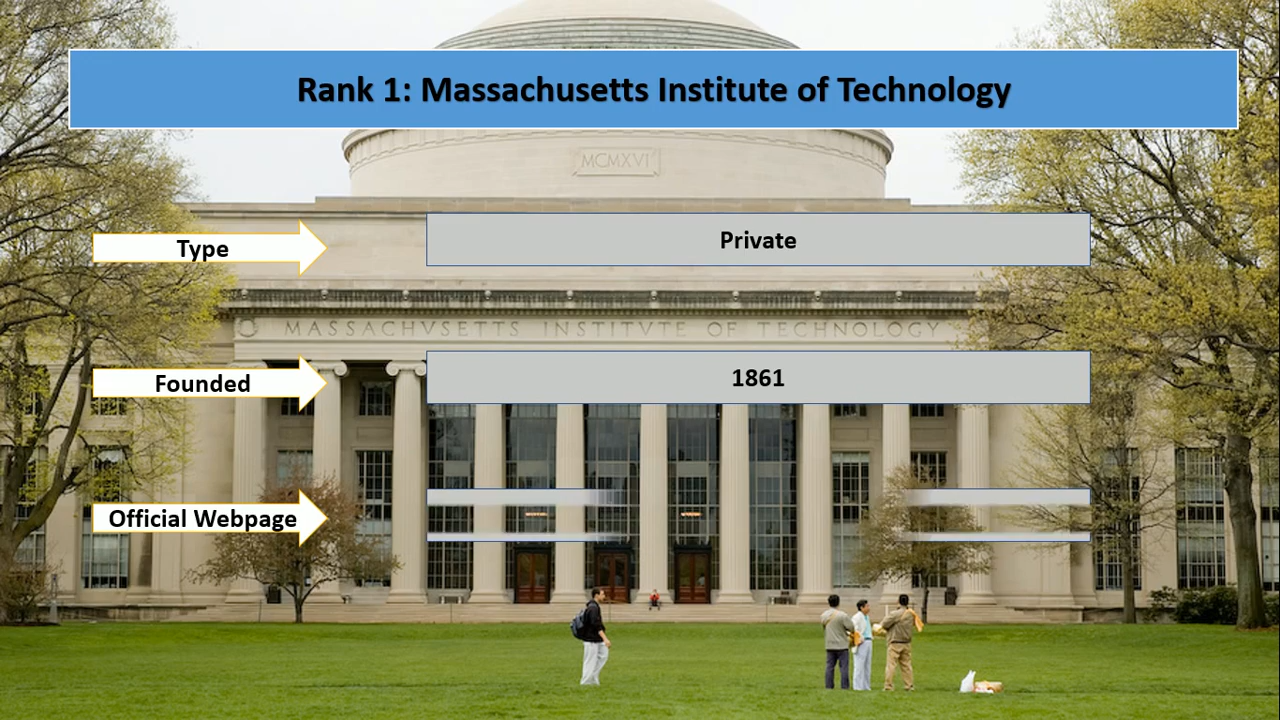 Rank 1: Massachusetts Institute of Technology
MCMXVI
Type
Private
MASSACHVSETTS INSTITVTE OF TECHNOLOGY
Founded
1861
Official Webpage